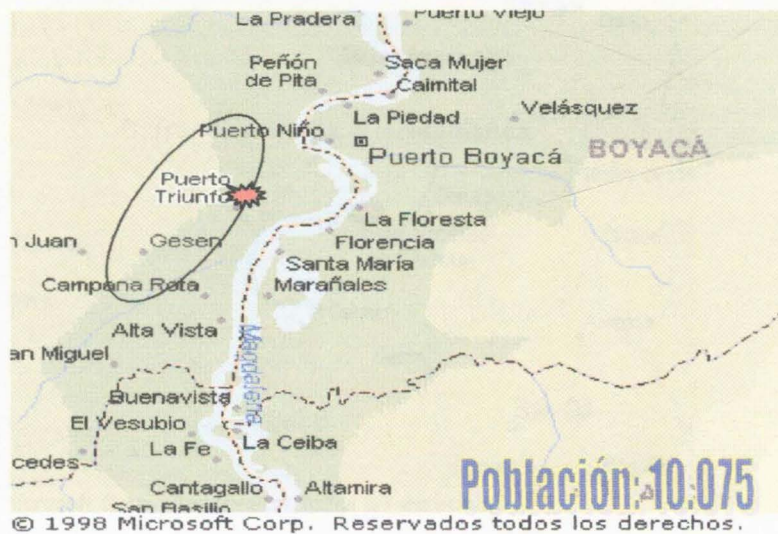 La Pradera
Puerto Viejo
Peñón
de Pita
Saca Mujer
Caimital
Velásquez
La Piedad
Puerto Niño
Puerto Boyacá
BOYACÁ
Puerto
Triunfo
La Floresta
n Juan
Gesen
Florencia
Santa María
Campana Rota
Marañales
Alta Vista
Magdalena
an Miguel
Buenavista
El Vesubio
La Ceiba
La Fe
cedes
Cantagallo
Altamira
San Basilio
Población: 10.075
© 1998 Microsoft Corp. Reservados todos los derechos.